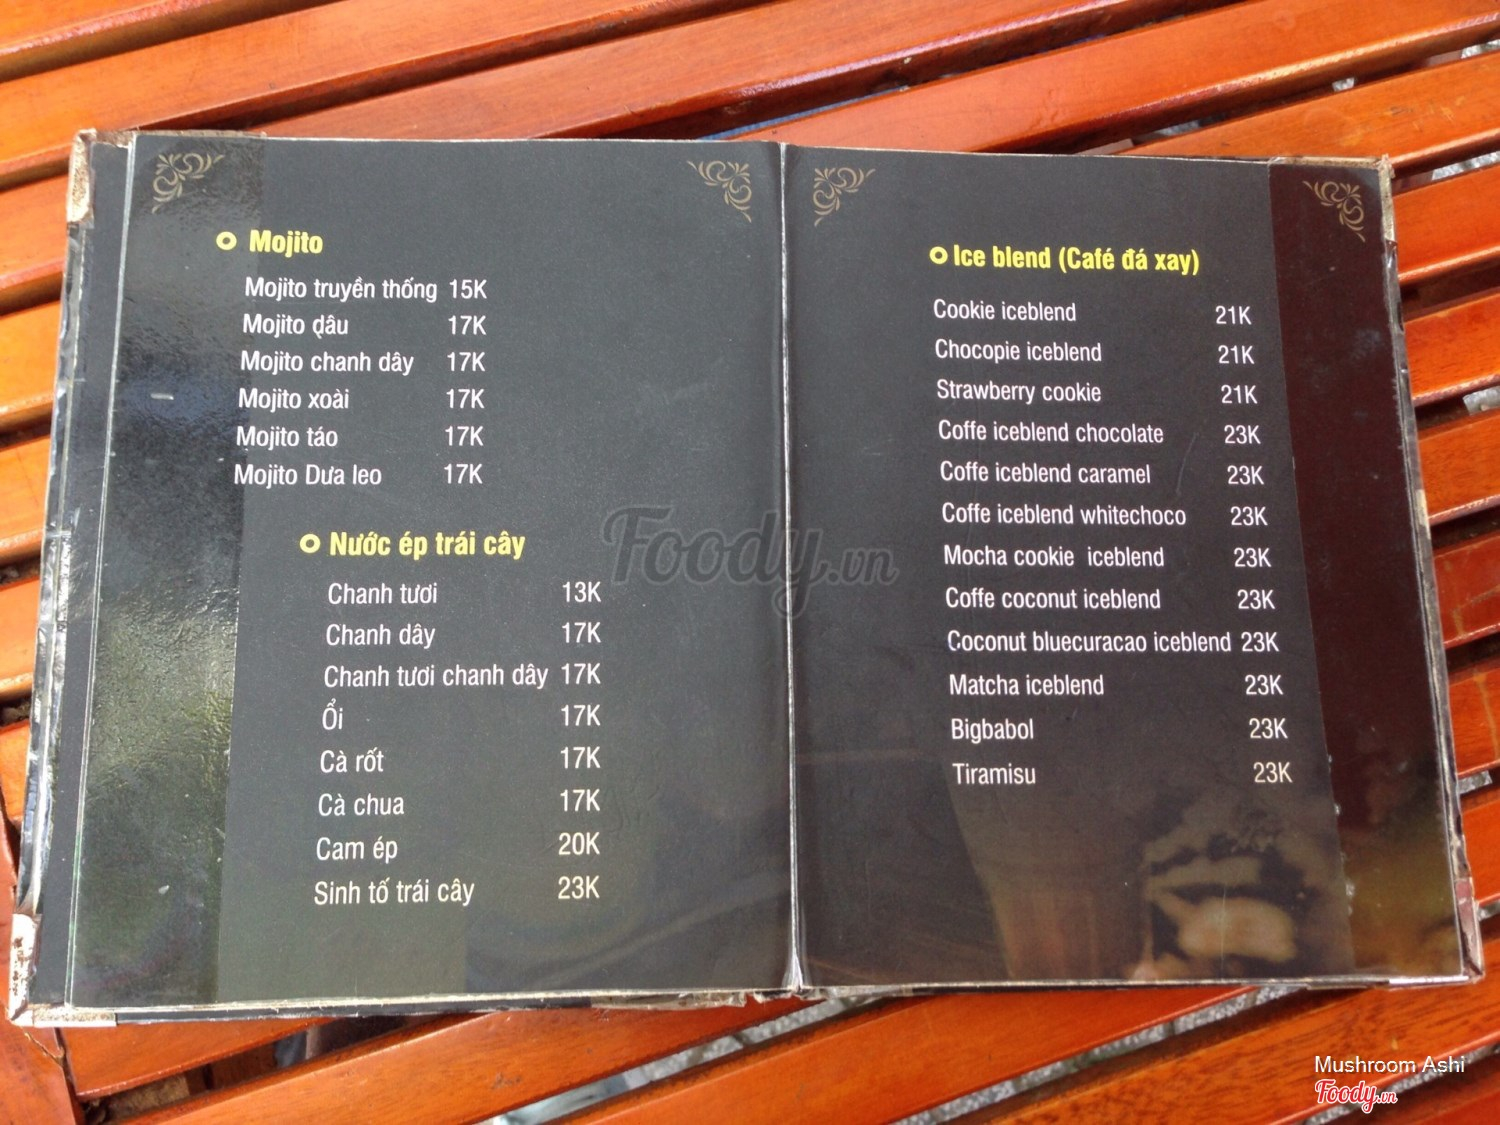 Mojito
Mojito truyền thống 15K
Mojito dâu 17K
Mojito chanh dây 17K
Mojito xoài 17K
Mojito táo 17K
Mojito Dưa leo 17K
Nước ép trái cây
Chanh tươi 13K
Chanh dây 17K
Chanh tươi chanh dây 17K
Ổi 17K
Cà rốt 17K
Cà chua 17K
Cam ép 20K
Sinh tố trái cây 23K
Ice blend (Café đá xay)
Cookie iceblend 21K
Chocopie iceblend 21K
Strawberry cookie 21K
Coffe iceblend chocolate 23K
Coffe iceblend caramel 23K
Coffe iceblend whitechoco 23K
Mocha cookie iceblend 23K
Coffe coconut iceblend 23K
Coconut bluecuracao iceblend 23K
Matcha iceblend 23K
Bigbabol 23K
Tiramisu 23K
Foody.vn
Mushroom Ashi
Foody.vn